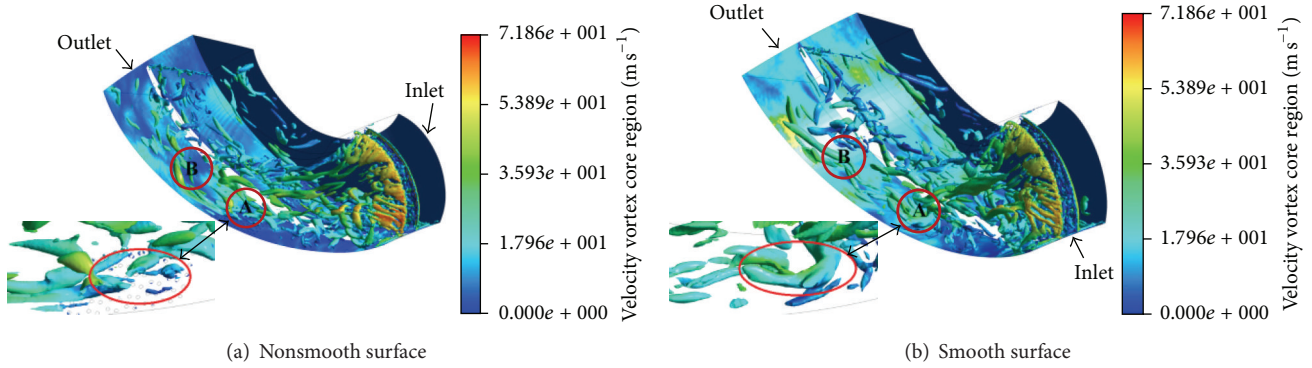 Outlet
Inlet
B
A
7.186e + 001
5.389e + 001
3.593e + 001
1.796e + 001
0.000e + 000
Velocity vortex core region (m s⁻¹)
(a) Nonsmooth surface
Outlet
B
A
Inlet
7.186e + 001
5.389e + 001
3.593e + 001
1.796e + 001
0.000e + 000
Velocity vortex core region (m s⁻¹)
(b) Smooth surface